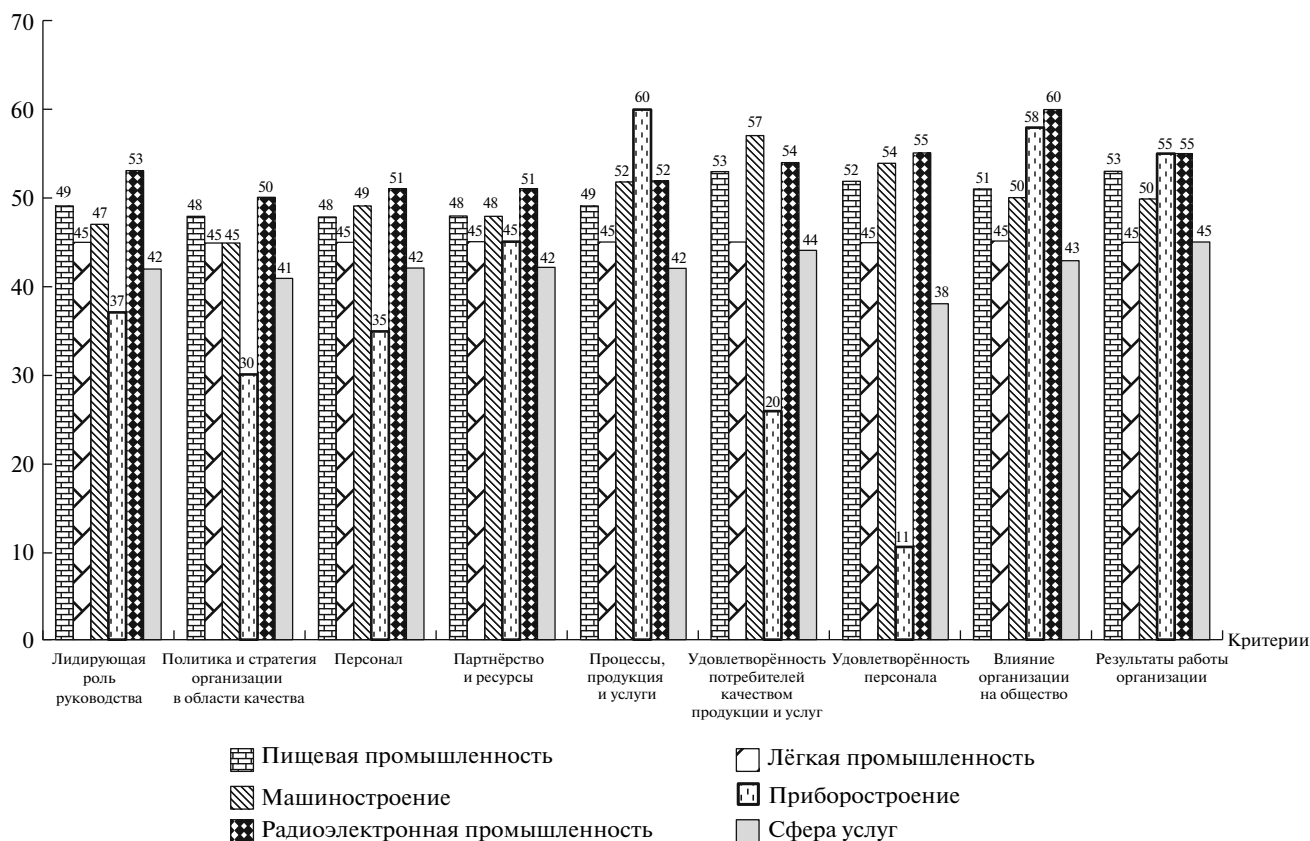 70
60
50
40
30
20
10
0
49 45 47 37 53 42
48 45 45 30 50 41
48 45 49 35 51 42
48 45 48 45 51 42
49 45 52 60 52 42
53 57 20 54 44
52 45 54 11 55 38
51 45 50 58 60 43
53 45 50 55 55 45
Критерии
Лидирующая
роль
руководства
Политика и стратегия
организации
в области качества
Персонал
Партнёрство
и ресурсы
Процессы,
продукция
и услуги
Удовлетворённость
потребителей
качеством
продукции и услуг
Удовлетворённость
персонала
Влияние
организации
на общество
Результаты работы
организации
Пищевая промышленность
Лёгкая промышленность
Машиностроение
Приборостроение
Радиоэлектронная промышленность
Сфера услуг